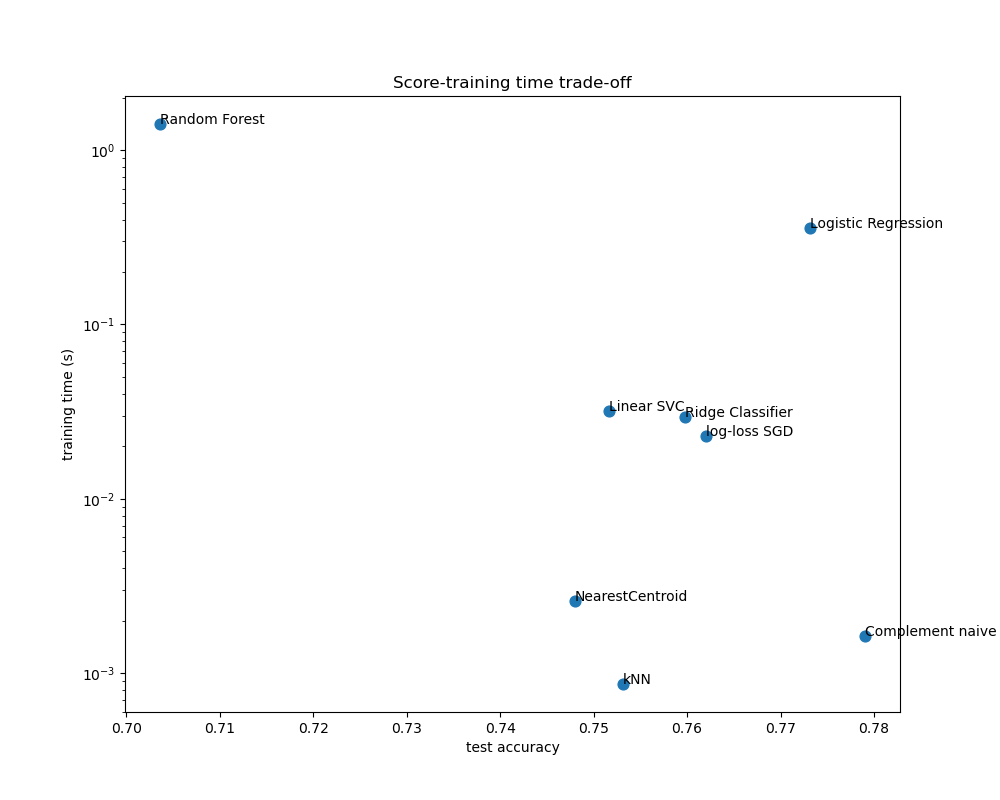 Score-training time trade-off
Random Forest
Logistic Regression
Linear SVC
Ridge Classifier
log-loss SGD
NearestCentroid
Complement naive
kNN
training time (s)
10⁰
10⁻¹
10⁻²
10⁻³
0.70 0.71 0.72 0.73 0.74 0.75 0.76 0.77 0.78
test accuracy